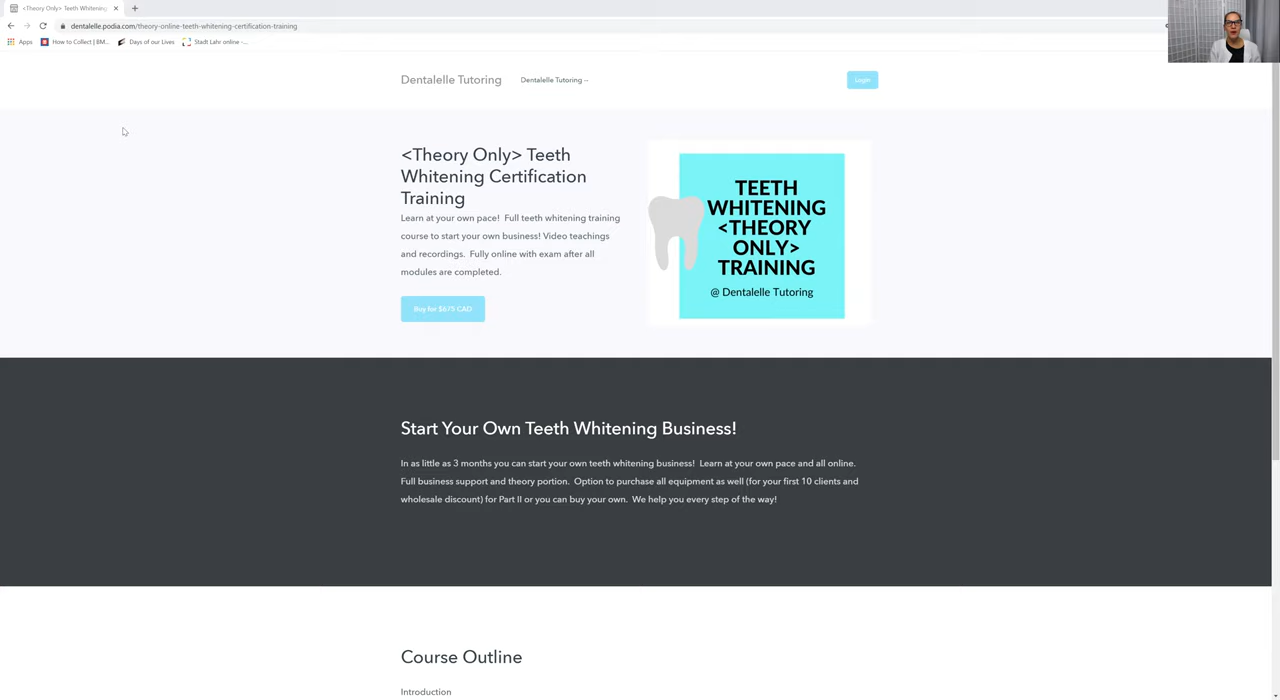 <Theory Only> Teeth Whitening
dentalelle.podia.com/theory-online-teeth-whitening-certification-training
Apps
How to Collect | BM...
Days of our Lives
Stadt Lahr online -...
Dentalelle Tutoring
Dentalelle Tutoring --
Login
<Theory Only> Teeth
Whitening Certification
Training
Learn at your own pace! Full teeth whitening training
course to start your own business! Video teachings
and recordings. Fully online with exam after all
modules are completed.
Buy for $675 CAD
TEETH
WHITENING
<THEORY
ONLY>
TRAINING
@ Dentalelle Tutoring
Start Your Own Teeth Whitening Business!
In as little as 3 months you can start your own teeth whitening business! Learn at your own pace and all online.
Full business support and theory portion. Option to purchase all equipment as well (for your first 10 clients and
wholesale discount) for Part II or you can buy your own. We help you every step of the way!
Course Outline
Introduction